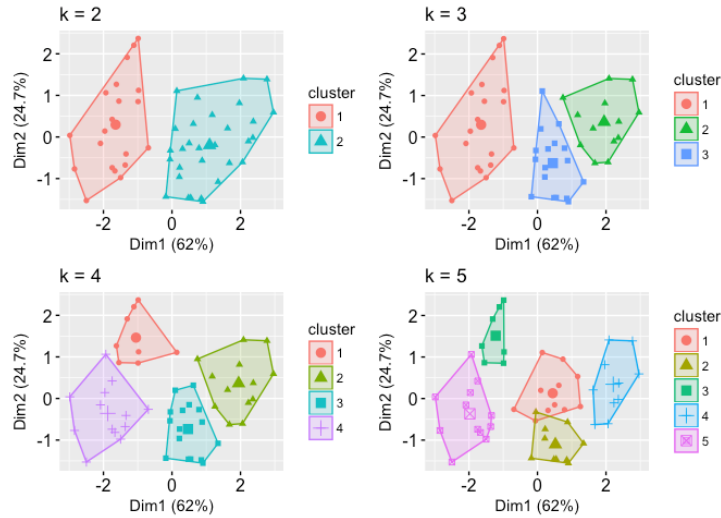 k = 2
2
1
0
-1
Dim2 (24.7%)
-2
0
2
Dim1 (62%)
cluster
1
2
k = 3
2
1
0
-1
Dim2 (24.7%)
-2
0
2
Dim1 (62%)
cluster
1
2
3
k = 4
2
1
0
-1
Dim2 (24.7%)
-2
0
2
Dim1 (62%)
cluster
1
2
3
4
k = 5
2
1
0
-1
Dim2 (24.7%)
-2
0
2
Dim1 (62%)
cluster
1
2
3
4
5